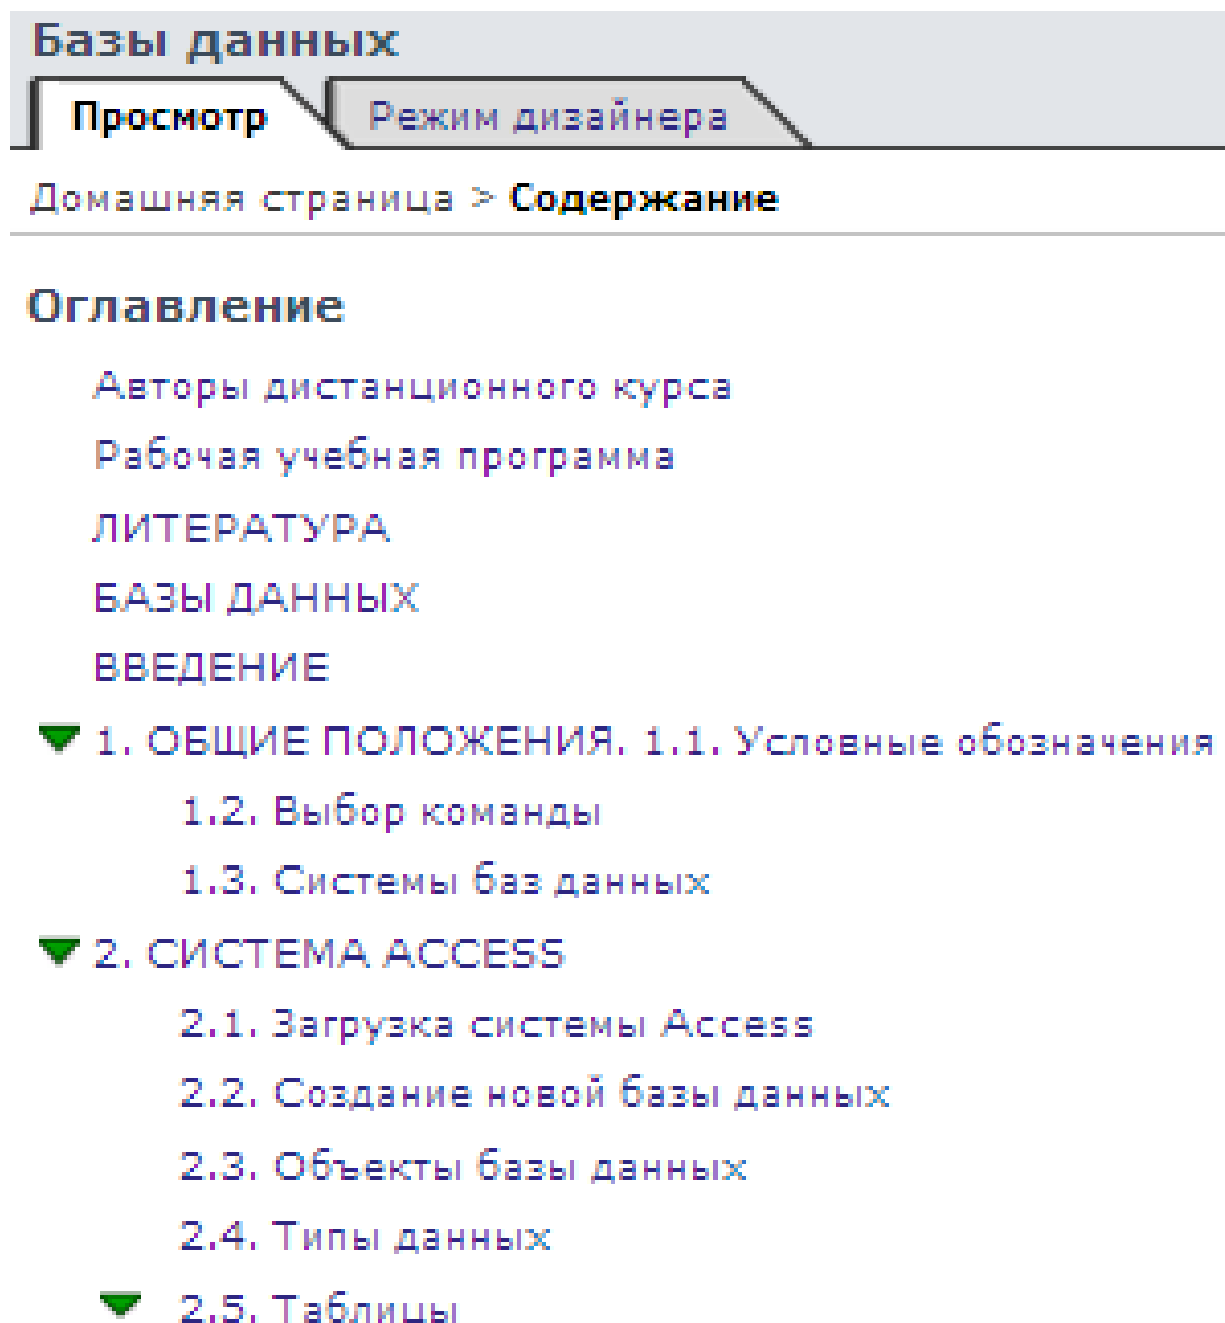 Базы данных
Просмотр Режим дизайнера
Домашняя страница > Содержание
Оглавление
Авторы дистанционного курса
Рабочая учебная программа
ЛИТЕРАТУРА
БАЗЫ ДАННЫХ
ВВЕДЕНИЕ
1. ОБЩИЕ ПОЛОЖЕНИЯ. 1.1. Условные обозначения
1.2. Выбор команды
1.3. Системы баз данных
2. СИСТЕМА ACCESS
2.1. Загрузка системы Access
2.2. Создание новой базы данных
2.3. Объекты базы данных
2.4. Типы данных
2.5. Таблицы